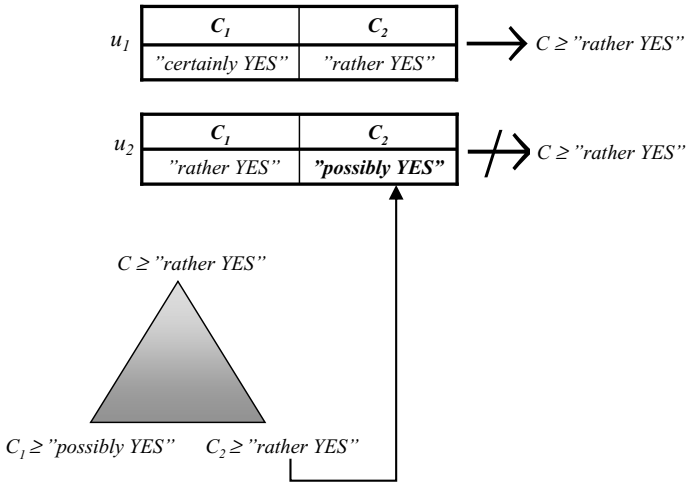 u1 C1 C2
"certainly YES" "rather YES" C ≥ "rather YES"
u2 C1 C2
"rather YES" "possibly YES" C ≥ "rather YES"
C ≥ "rather YES"
C1 ≥ "possibly YES" C2 ≥ "rather YES"